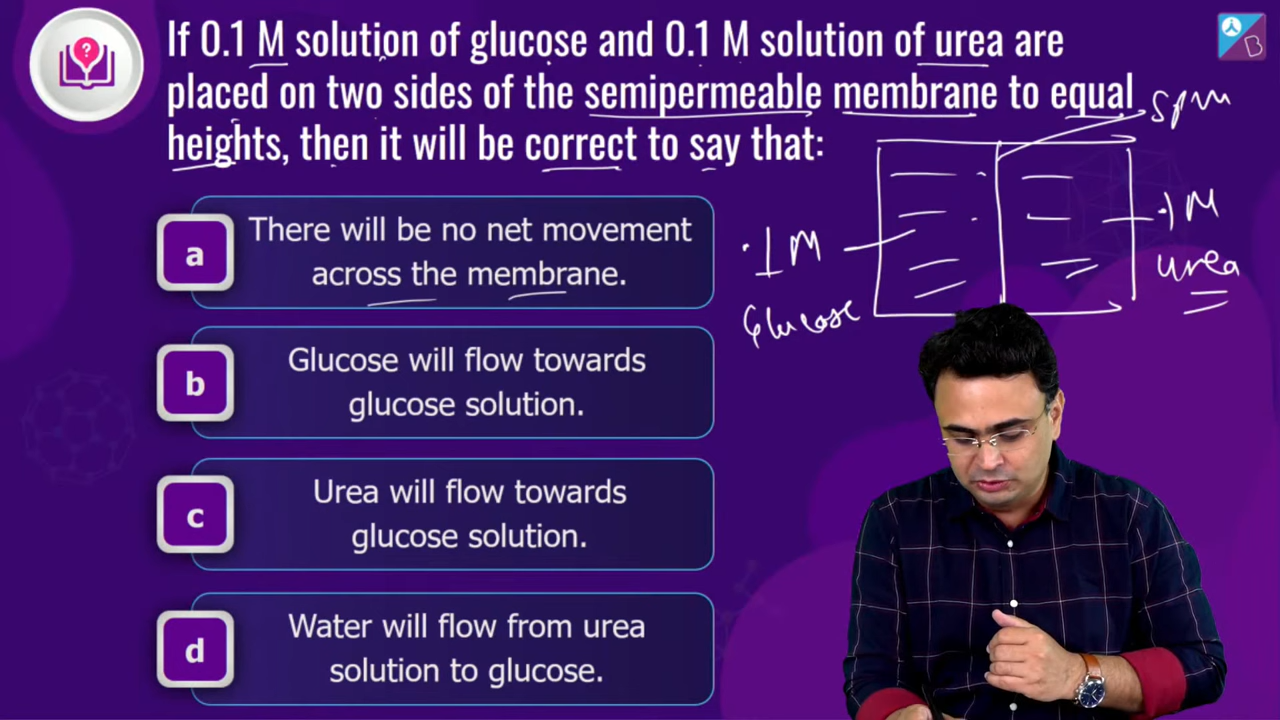 If 0.1 M solution of glucose and 0.1 M solution of urea are
placed on two sides of the semipermeable membrane to equal
heights, then it will be correct to say that:
spm
a
There will be no net movement
across the membrane.
.1 M
Glucose
.1 M
urea
b
Glucose will flow towards
glucose solution.
c
Urea will flow towards
glucose solution.
d
Water will flow from urea
solution to glucose.
B